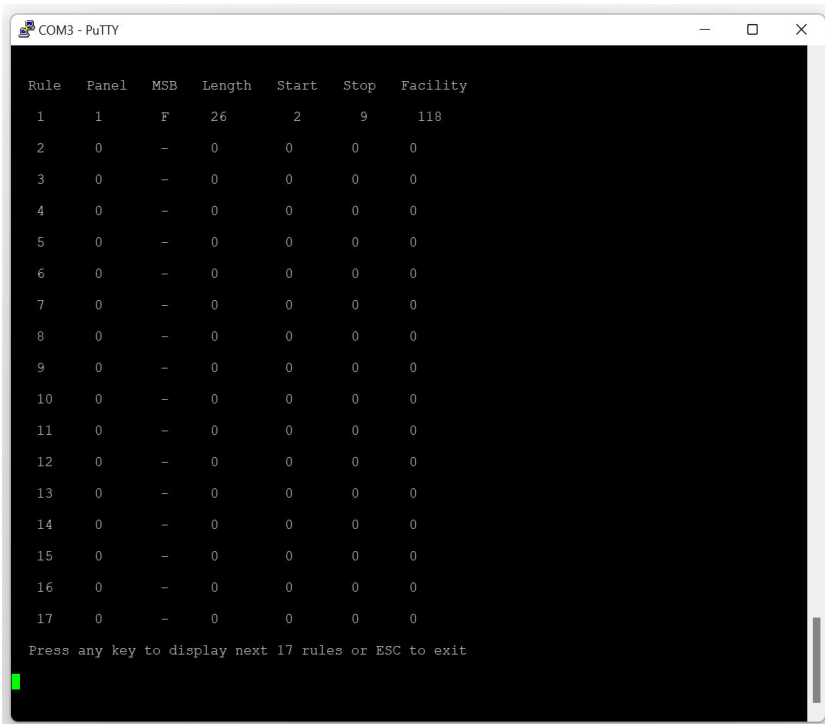 COM3 - PuTTY
Rule Panel MSB Length Start Stop Facility
1 1 F 26 2 9 118
2 0 - 0 0 0 0
3 0 - 0 0 0 0
4 0 - 0 0 0 0
5 0 - 0 0 0 0
6 0 - 0 0 0 0
7 0 - 0 0 0 0
8 0 - 0 0 0 0
9 0 - 0 0 0 0
10 0 - 0 0 0 0
11 0 - 0 0 0 0
12 0 - 0 0 0 0
13 0 - 0 0 0 0
14 0 - 0 0 0 0
15 0 - 0 0 0 0
16 0 - 0 0 0 0
17 0 - 0 0 0 0
Press any key to display next 17 rules or ESC to exit